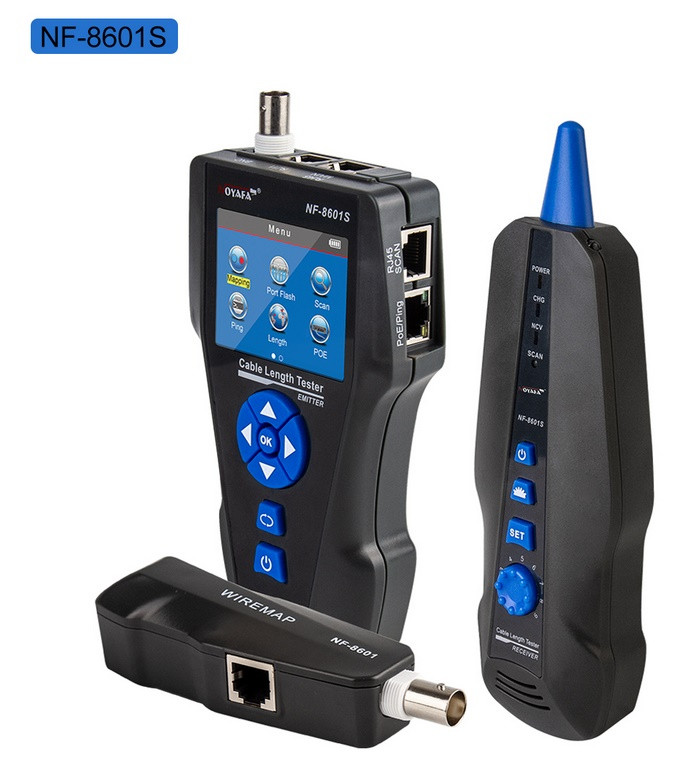 NF-8601S
NOYAFA®
NF-8601S
Menu
Mapping
Port Flash
Scan
Ping
Length
POE
Cable Length Tester
EMITTER
OK
RJ45
SCAN
PoE/Ping
WIREMAP
NF-8601
POWER
CHG
NCV
SCAN
NF-8601S
SET
Cable Length Tester
RECEIVER